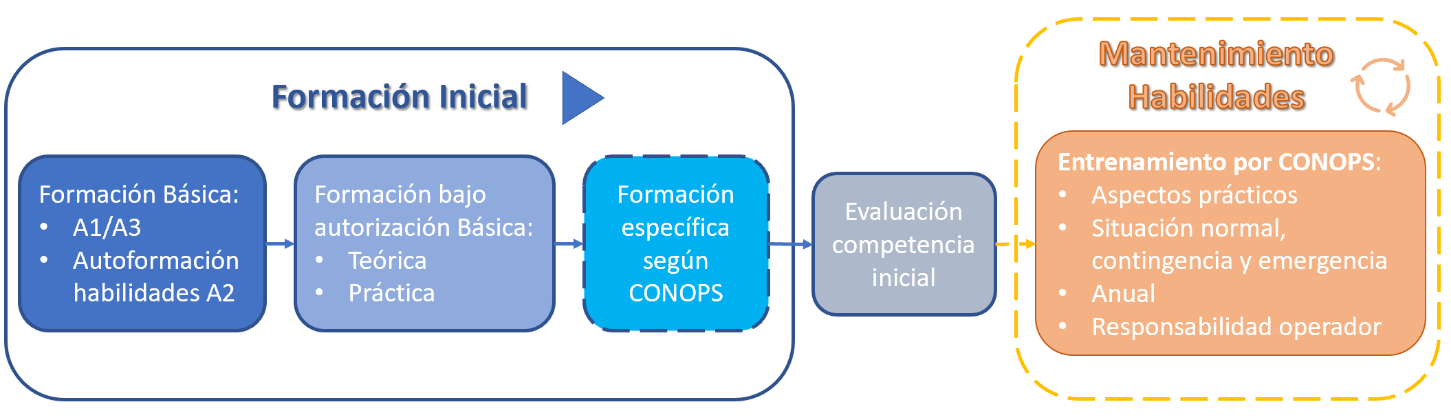 Formación Inicial
Formación Básica:
• A1/A3
• Autoformación
habilidades A2
Formación bajo
autorización Básica:
• Teórica
• Práctica
Formación
específica
según
CONOPS
Evaluación
competencia
inicial
Mantenimiento
Habilidades
Entrenamiento por CONOPS:
• Aspectos prácticos
• Situación normal,
contingencia y emergencia
• Anual
• Responsabilidad operador